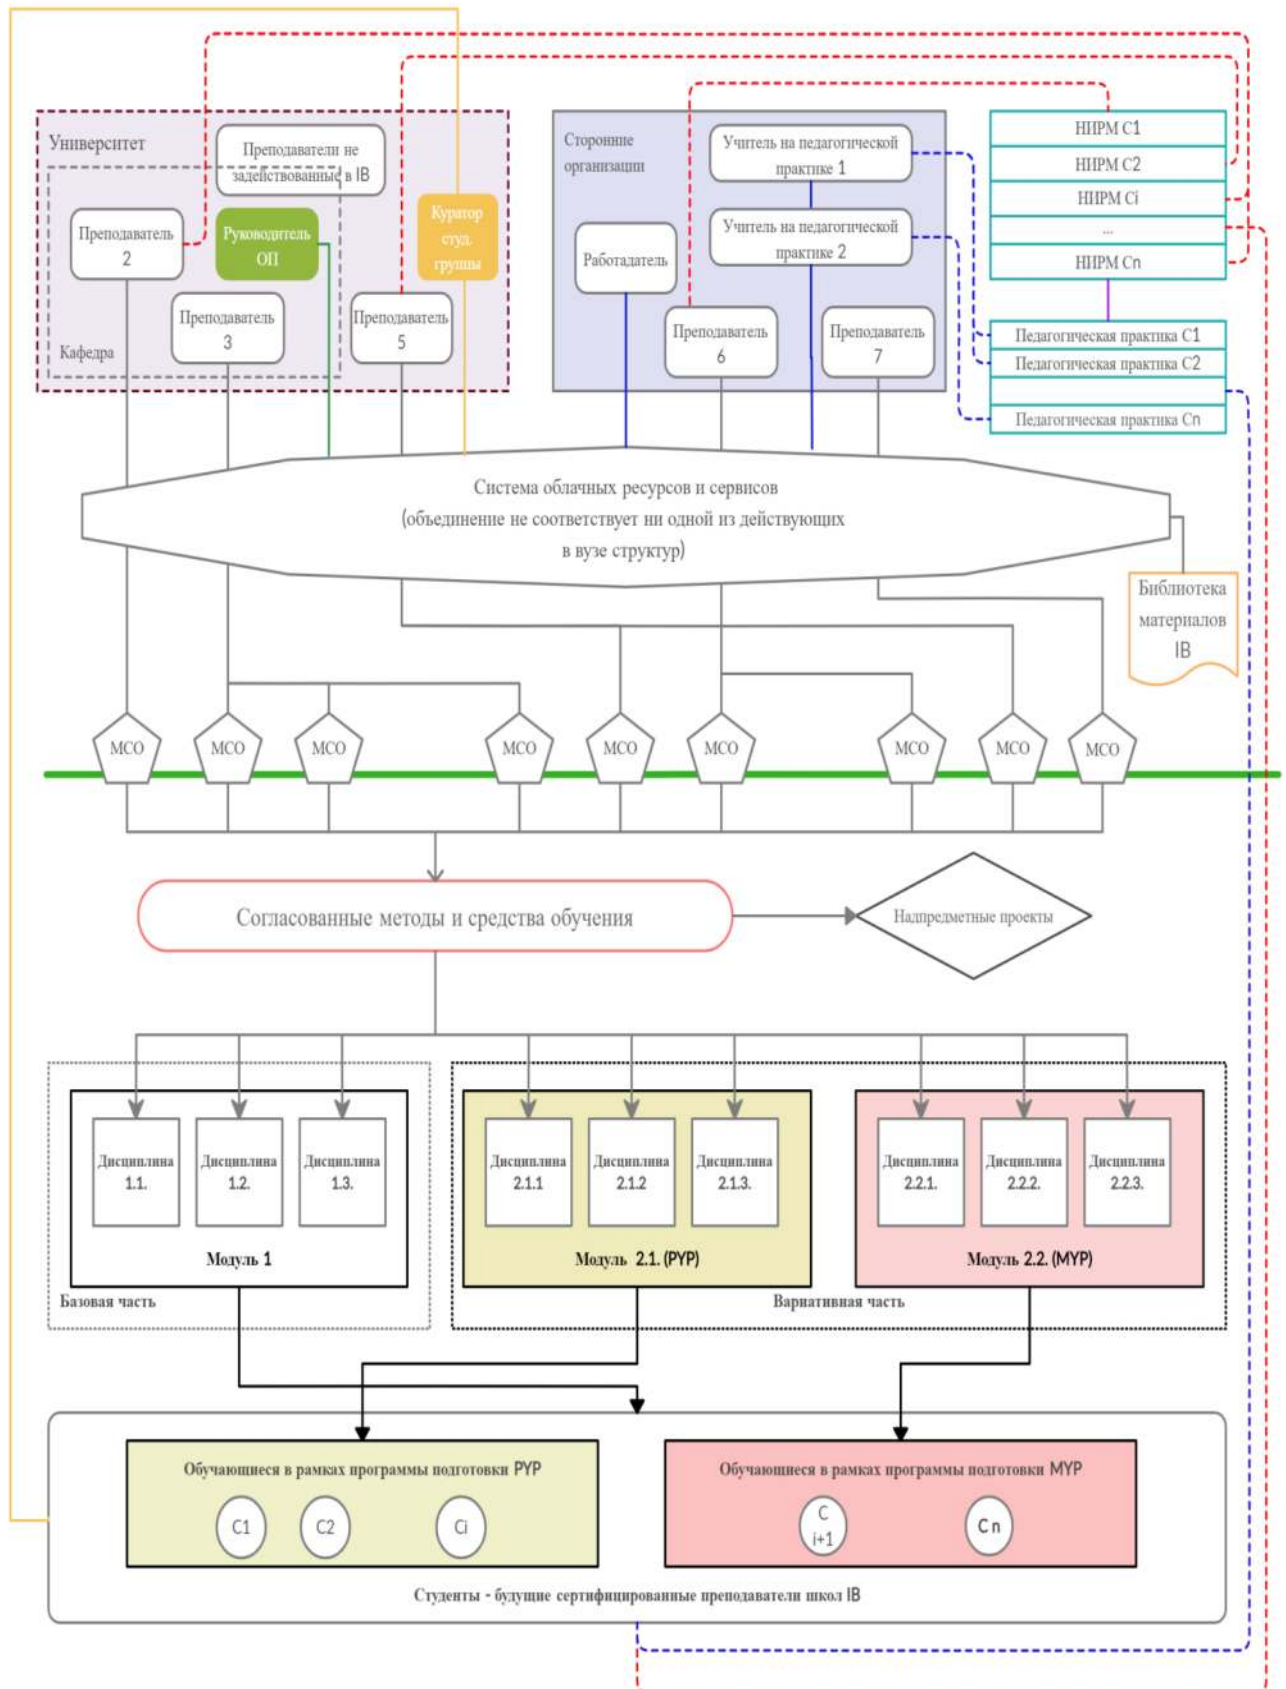 Университет
Преподаватели не
задействованные в IB
Преподаватель
2
Руководитель
ОП
Куратор
студ.
группы
Преподаватель
3
Преподаватель
5
Кафедра
Сторонние
организации
Учитель на педагогической
практике 1
Учитель на педагогической
практике 2
Работадатель
Преподаватель
6
Преподаватель
7
НИРМ С1
НИРМ С2
НИРМ Сi
...
НИРМ Сn
Педагогическая практика С1
Педагогическая практика С2
Педагогическая практика Сn
Система облачных ресурсов и сервисов
(объединение не соответствует ни одной из действующих
в вузе структур)
Библиотека
материалов
IB
МСО
МСО
МСО
МСО
МСО
МСО
МСО
МСО
МСО
Согласованные методы и средства обучения
Надпредметные проекты
Дисциплина
1.1.
Дисциплина
1.2.
Дисциплина
1.3.
Модуль 1
Базовая часть
Дисциплина
2.1.1
Дисциплина
2.1.2
Дисциплина
2.1.3.
Модуль 2.1. (PYP)
Дисциплина
2.2.1.
Дисциплина
2.2.2.
Дисциплина
2.2.3.
Модуль 2.2. (MYP)
Вариативная часть
Обучающиеся в рамках программы подготовки PYP
С1
С2
Ci
Обучающиеся в рамках программы подготовки MYP
С
i+1
С n
Студенты - будущие сертифицированные преподаватели школ IB